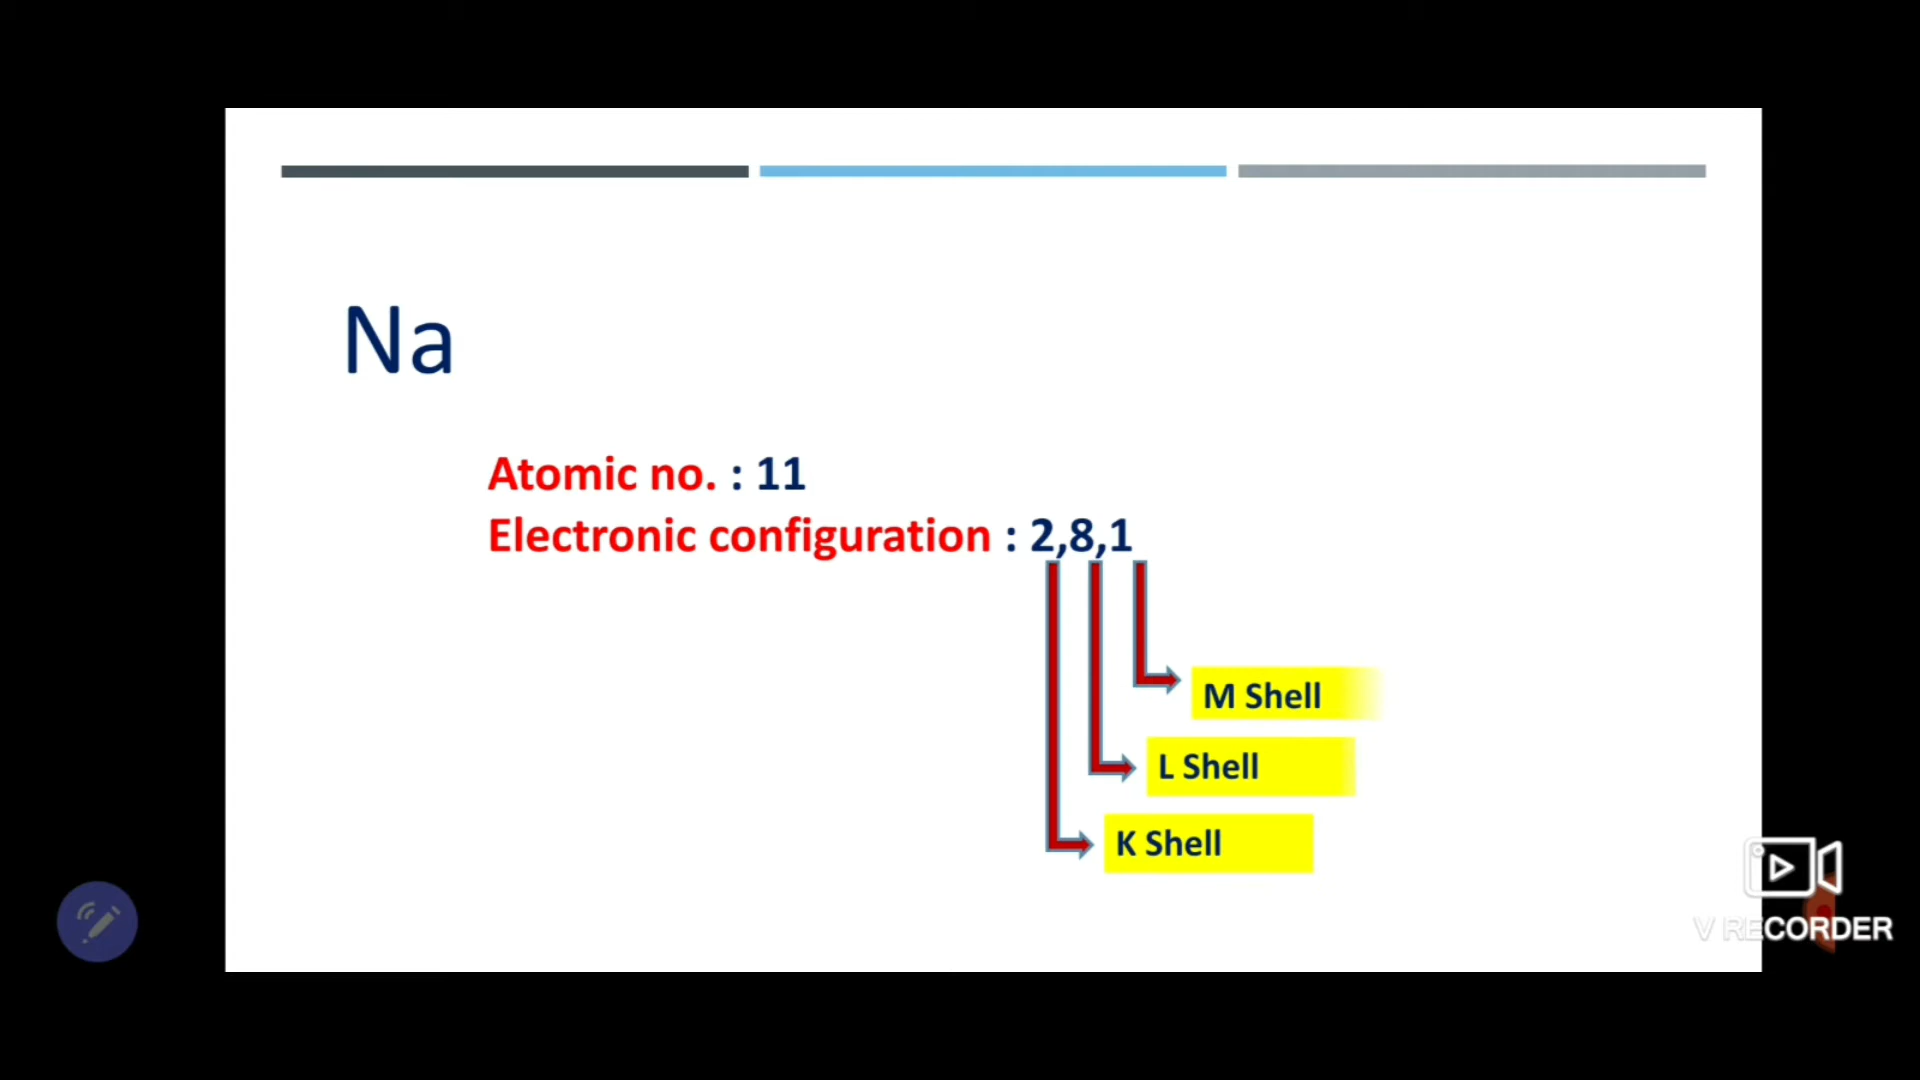 Na
Atomic no. : 11
Electronic configuration : 2,8,1
M Shell
L Shell
K Shell
V RECORDER